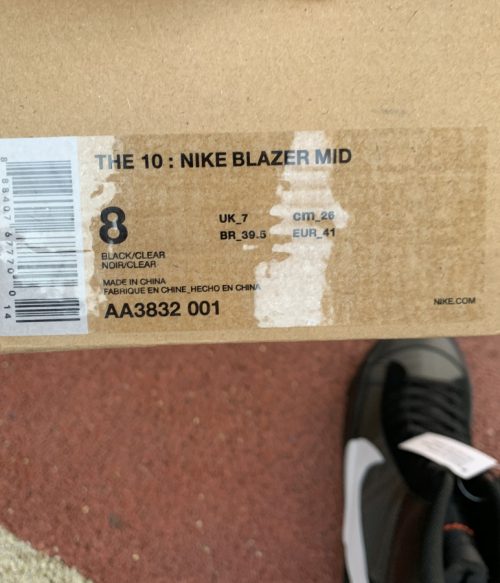 THE 10 : NIKE BLAZER MID
8
UK_7 cm_26
BR_39.5 EUR_41
BLACK/CLEAR
NOIR/CLEAR
MADE IN CHINA
FABRIQUE EN CHINE_HECHO EN CHINA
AA3832 001
NIKE.COM